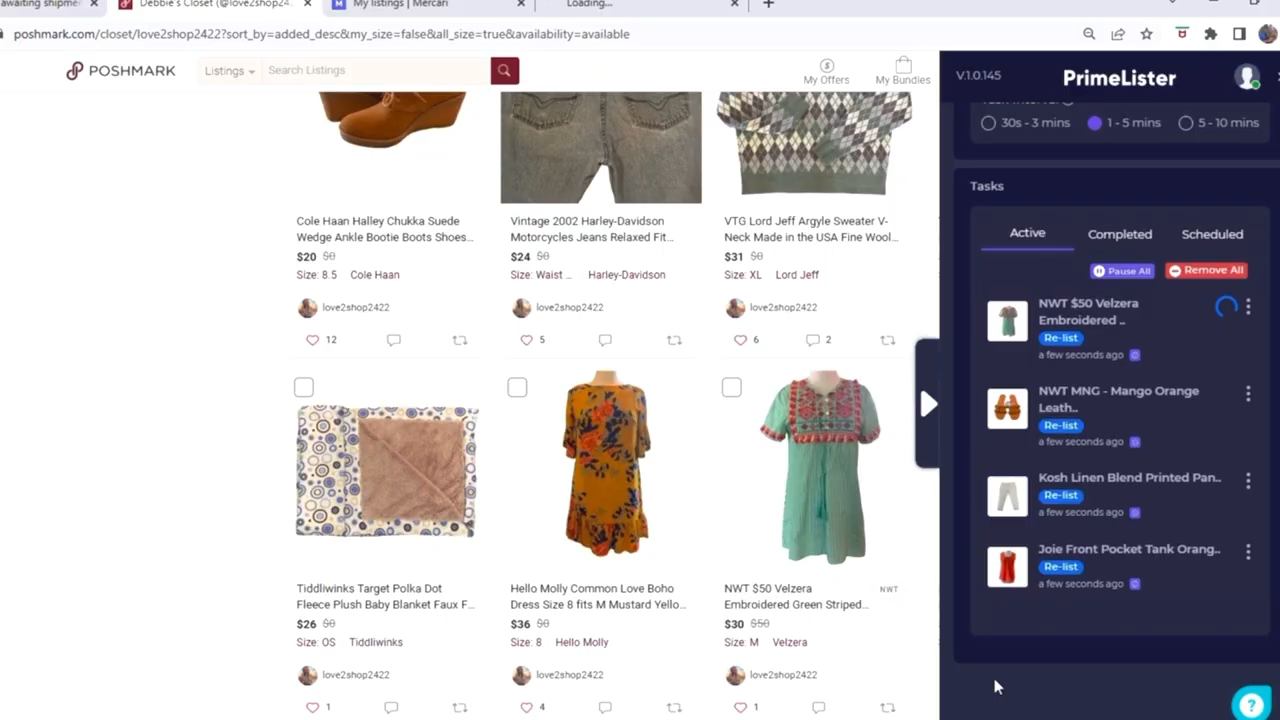 awaiting shipme
Debbie's Closet (@love2shop24.
My listings | Mercari
Loading...
poshmark.com/closet/love2shop2422?sort_by=added_desc&my_size=false&all_size=true&availability=available
POSHMARK
Listings
Search Listings
My Offers
My Bundles
V.1.0.145
PrimeLister
30s - 3 mins
1 - 5 mins
5 - 10 mins
Tasks
Active
Completed
Scheduled
Pause All
Remove All
NWT $50 Velzera
Embroidered ..
Re-list
a few seconds ago
NWT MNG - Mango Orange
Leath..
Re-list
a few seconds ago
Kosh Linen Blend Printed Pan..
Re-list
a few seconds ago
Joie Front Pocket Tank Orang..
Re-list
a few seconds ago
Cole Haan Halley Chukka Suede
Wedge Ankle Bootie Boots Shoes...
$20 $0
Size: 8.5 Cole Haan
love2shop2422
12
Vintage 2002 Harley-Davidson
Motorcycles Jeans Relaxed Fit...
$24 $0
Size: Waist ... Harley-Davidson
love2shop2422
5
VTG Lord Jeff Argyle Sweater V-
Neck Made in the USA Fine Wool...
$31 $0
Size: XL Lord Jeff
love2shop2422
6 2
Tiddliwinks Target Polka Dot
Fleece Plush Baby Blanket Faux F...
$26 $0
Size: OS Tiddliwinks
love2shop2422
1
Hello Molly Common Love Boho
Dress Size 8 fits M Mustard Yello...
$36 $0
Size: 8 Hello Molly
love2shop2422
4
NWT $50 Velzera
Embroidered Green Striped...
NWT
$30 $50
Size: M Velzera
love2shop2422
1
?